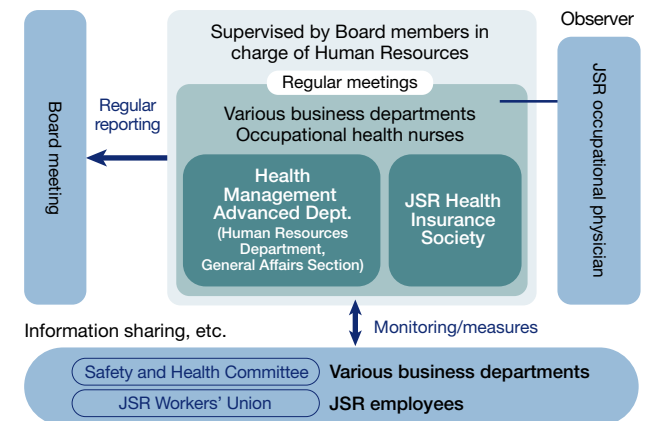 Observer
Supervised by Board members in
charge of Human Resources
Regular meetings
Board meeting
Regular
reporting
Various business departments
Occupational health nurses
Health
Management
Advanced Dept.
(Human Resources
Department,
General Affairs Section)
JSR Health
Insurance
Society
JSR occupational physician
Information sharing, etc.
Monitoring/measures
Safety and Health Committee
Various business departments
JSR Workers’ Union
JSR employees